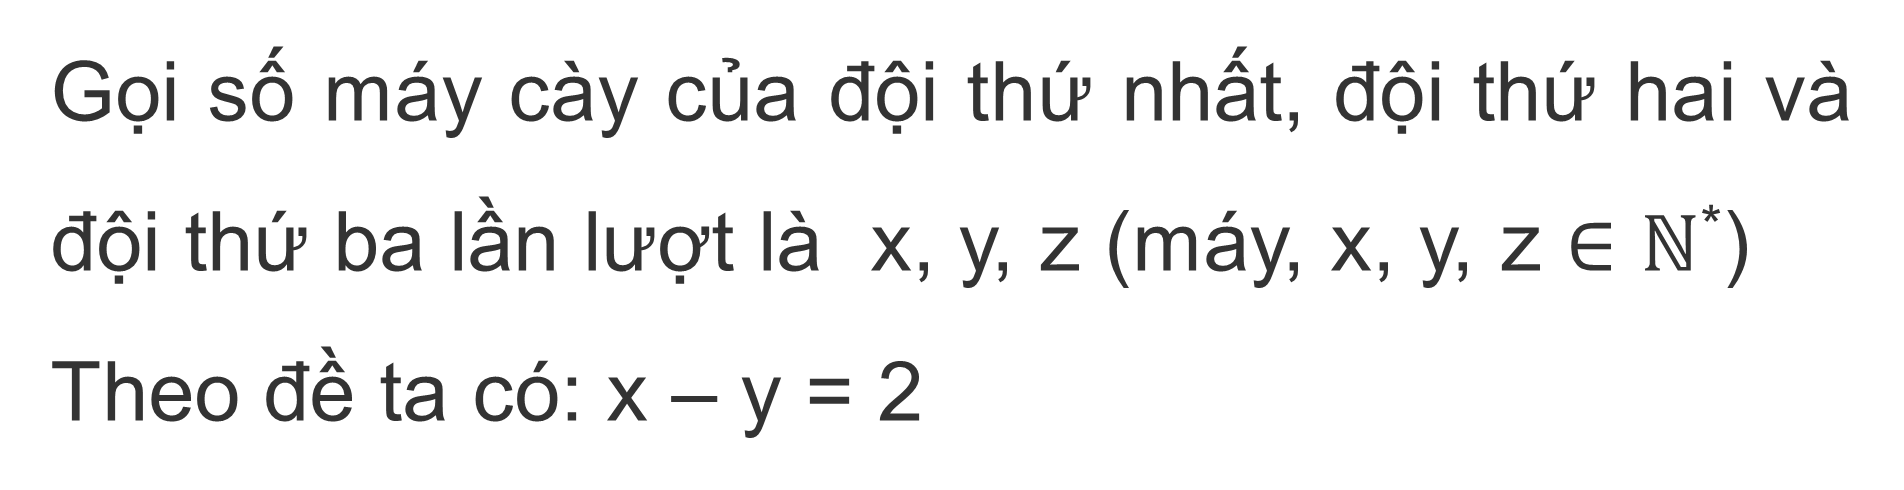 Gọi số máy cày của đội thứ nhất, đội thứ hai và
đội thứ ba lần lượt là x, y, z (máy, x, y, z ∈ ℕ*)
Theo đề ta có: x – y = 2